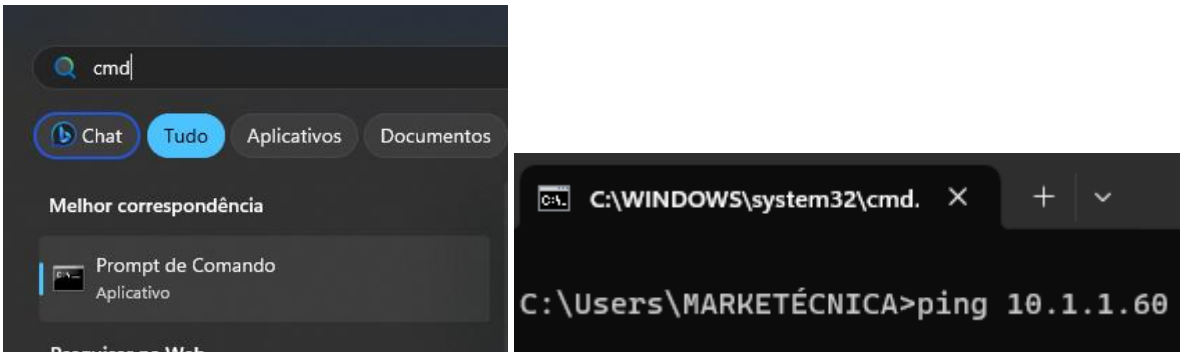 cmd
Chat Tudo Aplicativos Documentos
Melhor correspondência
Prompt de Comando
Aplicativo
C:\WINDOWS\system32\cmd.
C:\Users\MARKETÉCNICA>ping 10.1.1.60